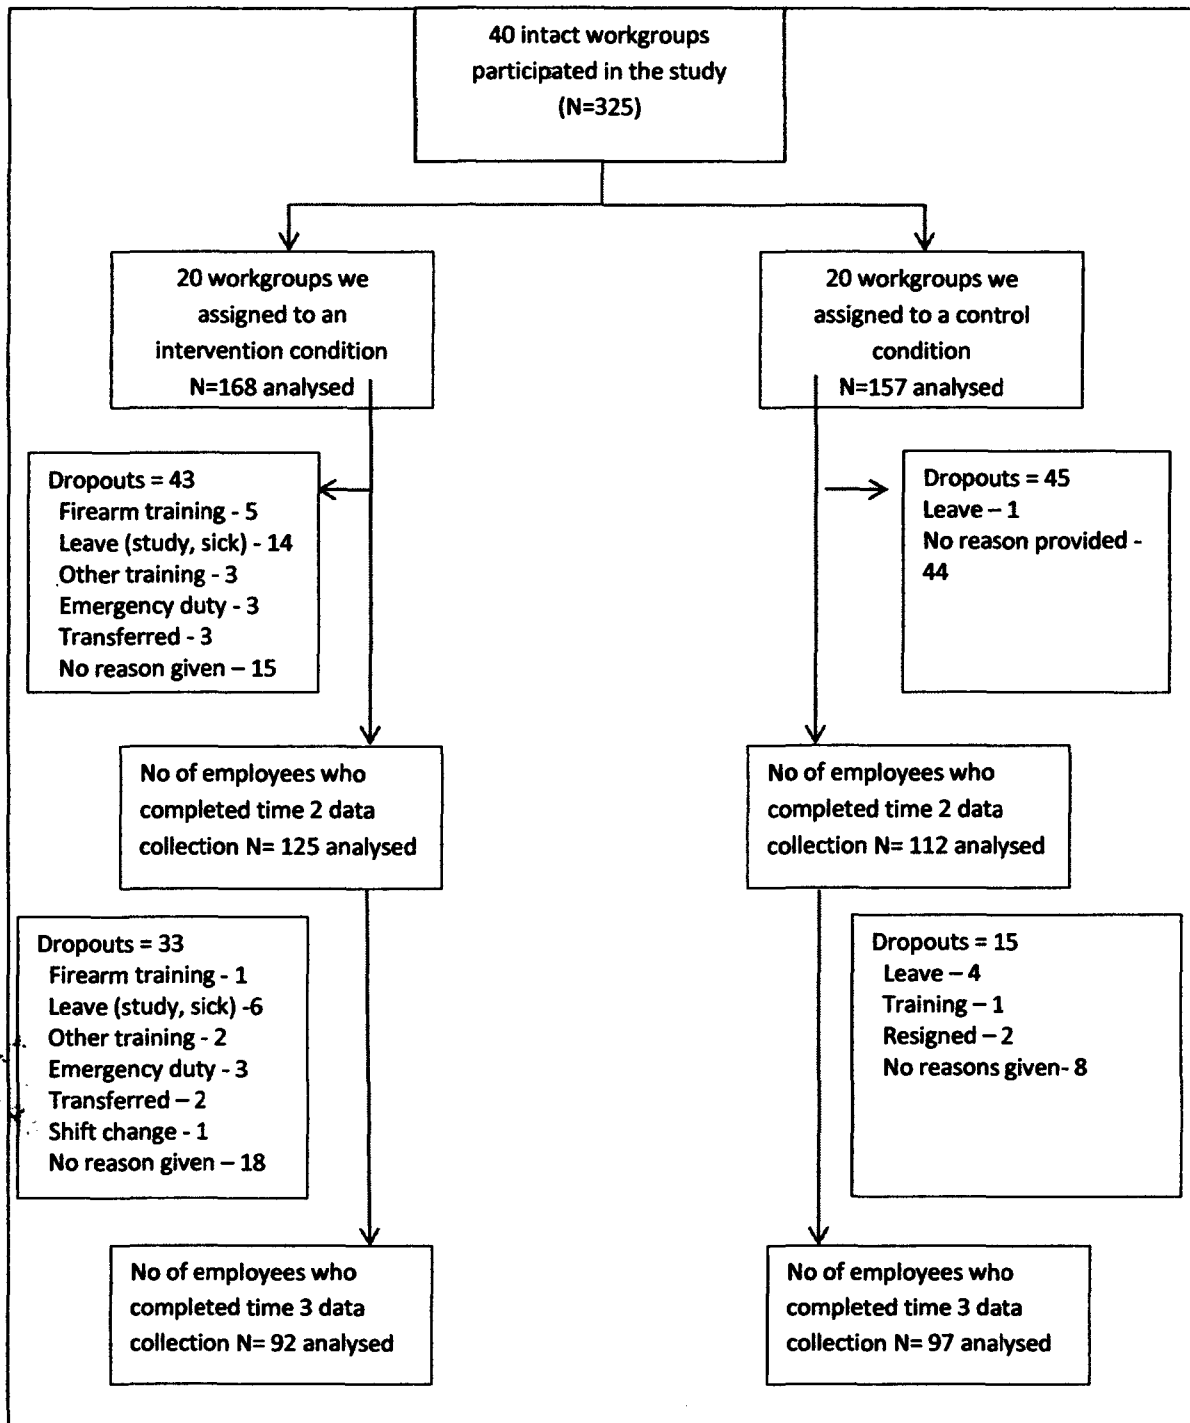 40 intact workgroups
participated in the study
(N=325)
20 workgroups we
assigned to an
intervention condition
N=168 analysed
20 workgroups we
assigned to a control
condition
N=157 analysed
Dropouts = 43
Firearm training - 5
Leave (study, sick) - 14
Other training - 3
Emergency duty - 3
Transferred - 3
No reason given – 15
Dropouts = 45
Leave – 1
No reason provided -
44
No of employees who
completed time 2 data
collection N= 125 analysed
No of employees who
completed time 2 data
collection N= 112 analysed
Dropouts = 33
Firearm training - 1
Leave (study, sick) -6
Other training - 2
Emergency duty - 3
Transferred – 2
Shift change - 1
No reason given – 18
Dropouts = 15
Leave – 4
Training – 1
Resigned – 2
No reasons given- 8
No of employees who
completed time 3 data
collection N= 92 analysed
No of employees who
completed time 3 data
collection N= 97 analysed